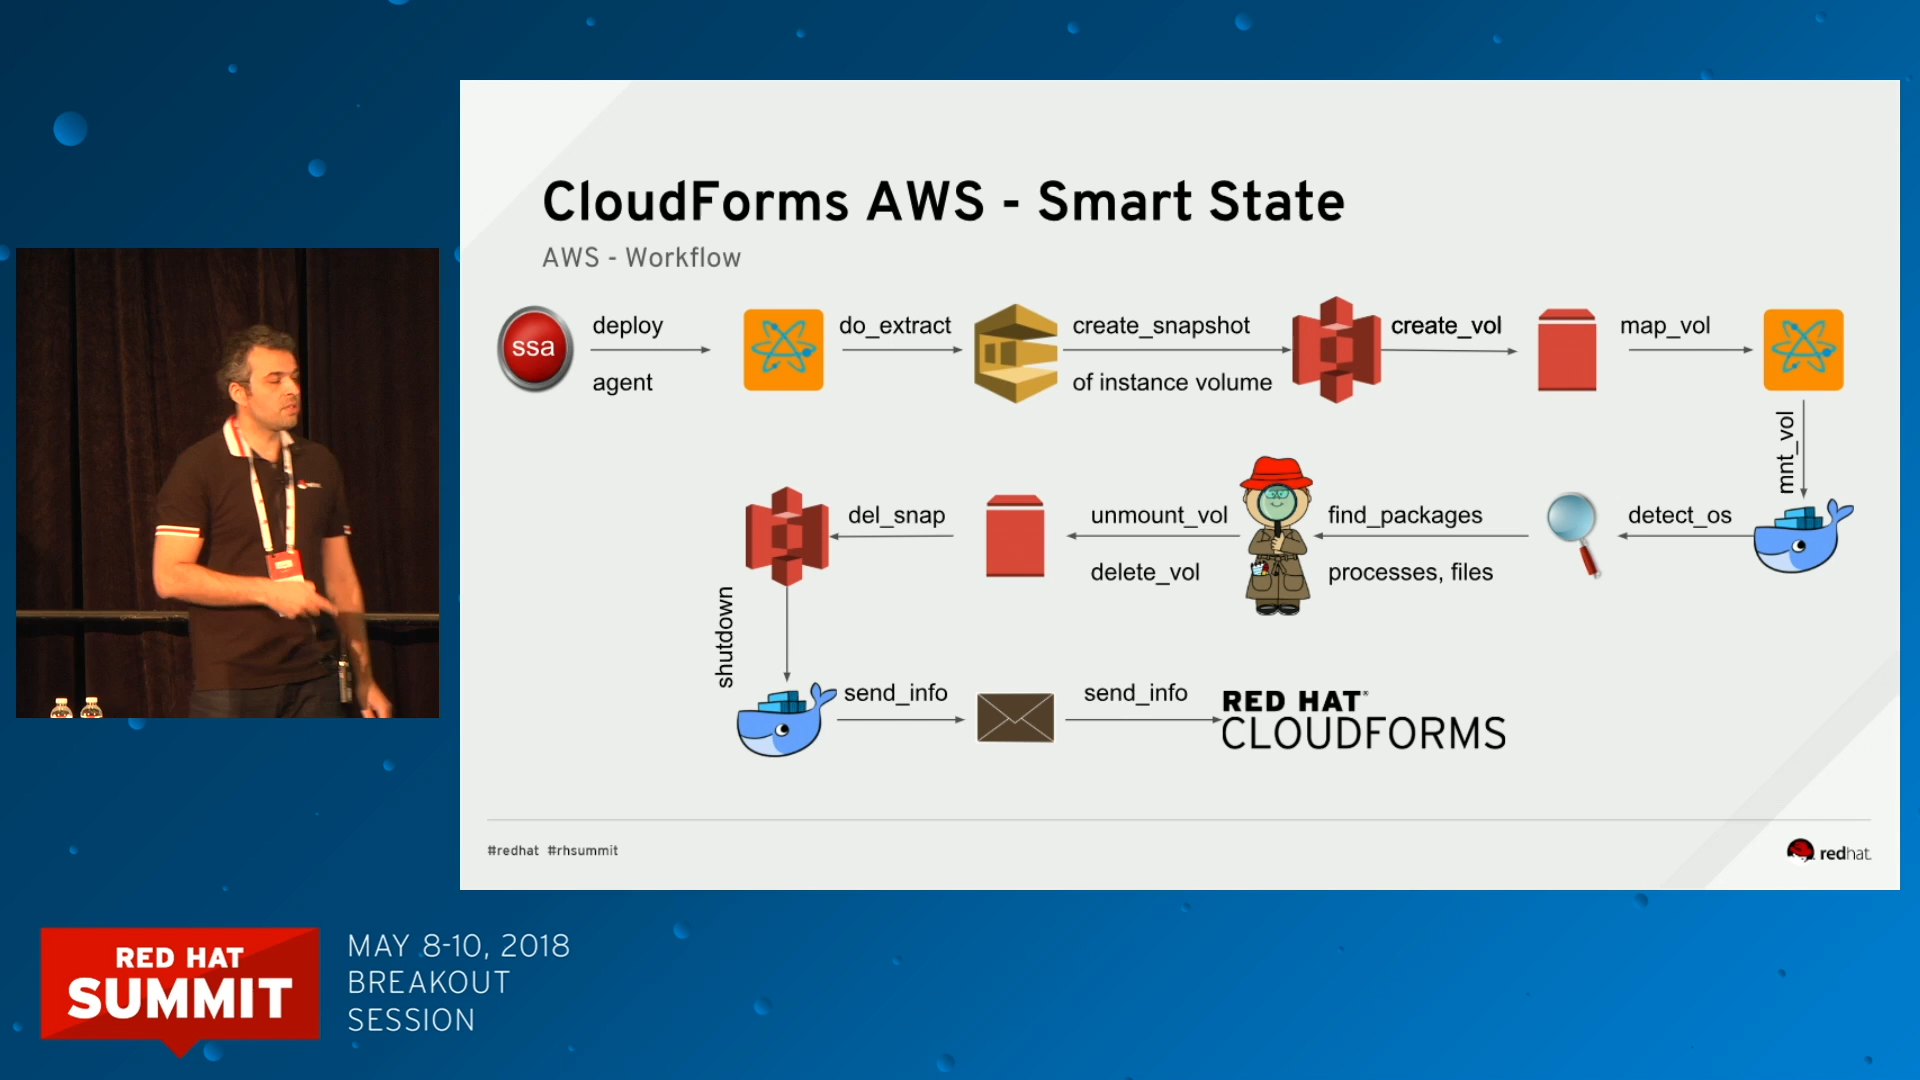 CloudForms AWS - Smart State
AWS - Workflow
ssa
deploy
agent
do_extract
create_snapshot
of instance volume
create_vol
map_vol
mnt_vol
detect_os
find_packages
processes, files
unmount_vol
delete_vol
del_snap
shutdown
send_info
send_info
RED HAT®
CLOUDFORMS
#redhat #rhsummit
redhat.
RED HAT
SUMMIT
MAY 8-10, 2018
BREAKOUT
SESSION